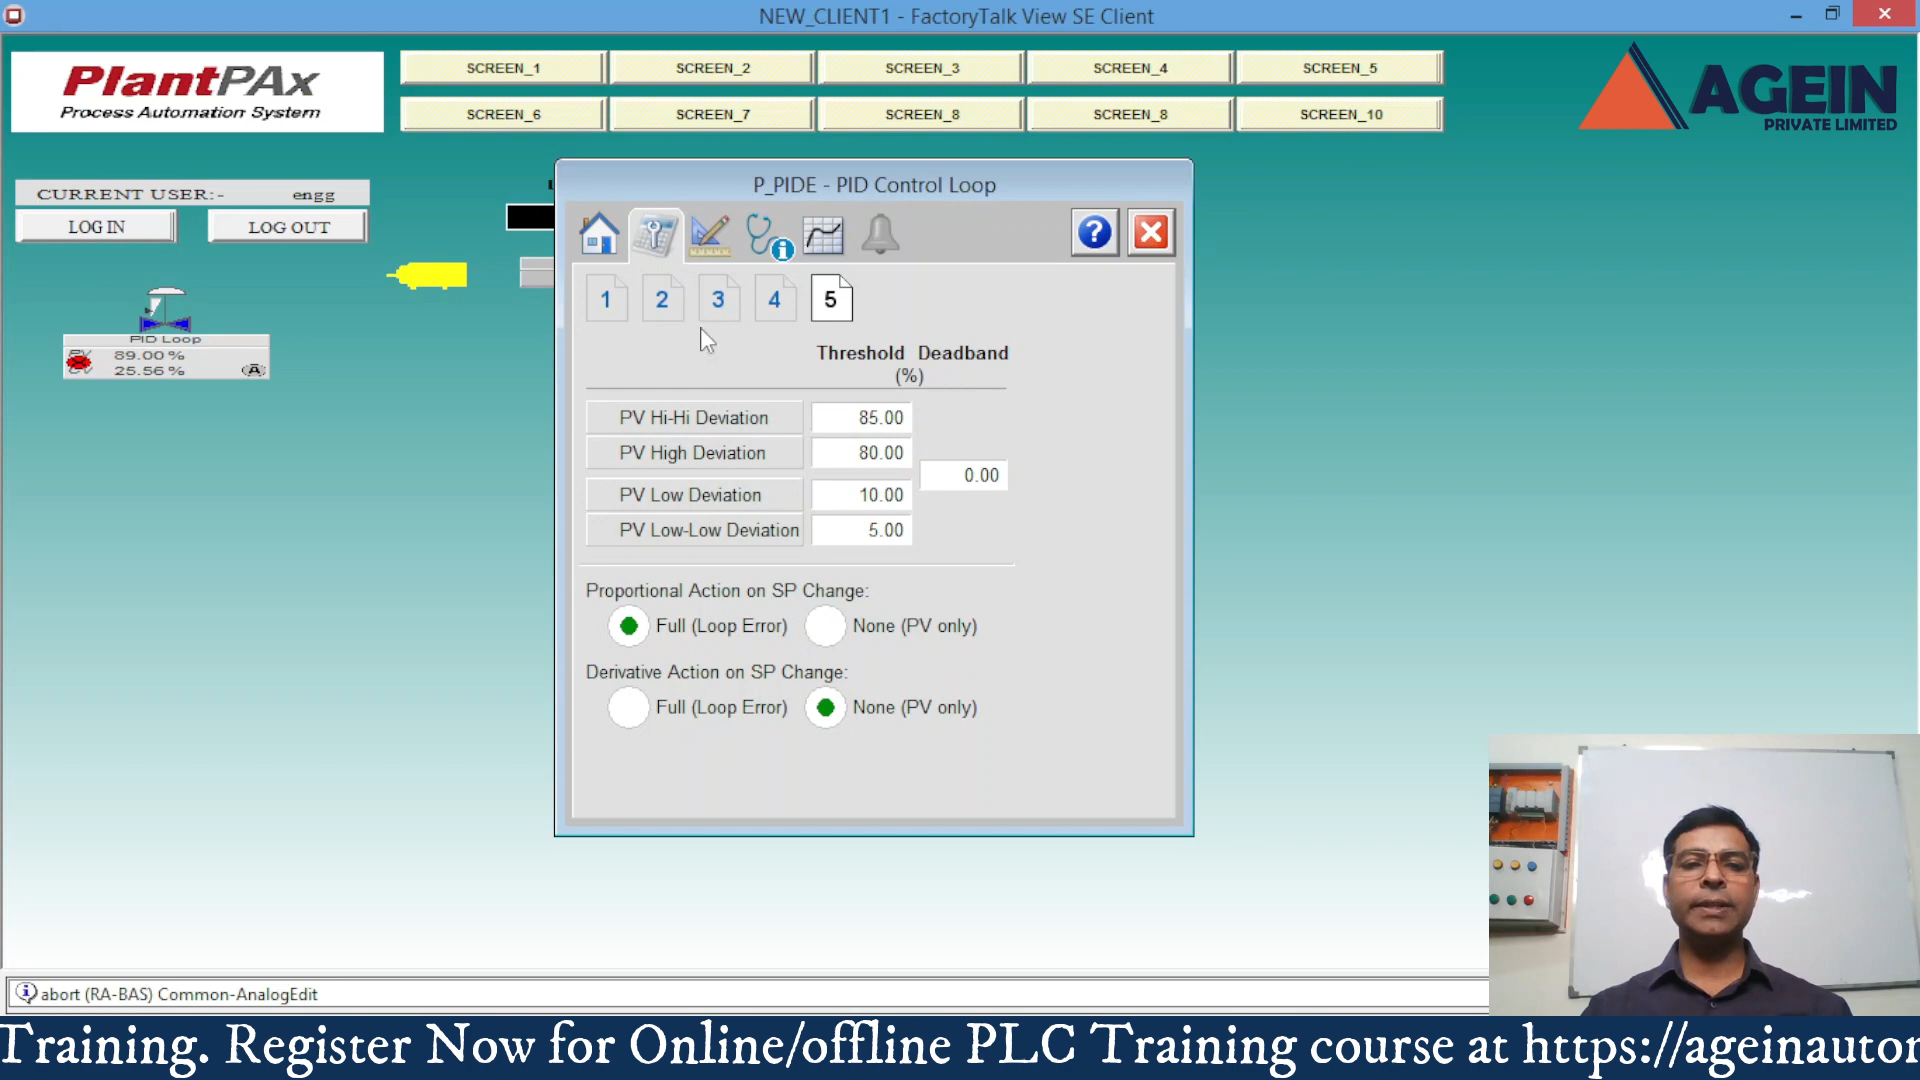 NEW_CLIENT1 - FactoryTalk View SE Client
PlantPAx
Process Automation System
SCREEN_1
SCREEN_2
SCREEN_3
SCREEN_4
SCREEN_5
SCREEN_6
SCREEN_7
SCREEN_8
SCREEN_8
SCREEN_10
AGEIN
PRIVATE LIMITED
CURRENT USER:- engg
LOG IN
LOG OUT
PID Loop
89.00 %
25.56 %
A
P_PIDE - PID Control Loop
?
1
2
3
4
5
Threshold Deadband
(%)
PV Hi-Hi Deviation 85.00
PV High Deviation 80.00
0.00
PV Low Deviation 10.00
PV Low-Low Deviation 5.00
Proportional Action on SP Change:
Full (Loop Error) None (PV only)
Derivative Action on SP Change:
Full (Loop Error) None (PV only)
abort (RA-BAS) Common-AnalogEdit
Training. Register Now for Online/offline PLC Training course at https://ageinautor